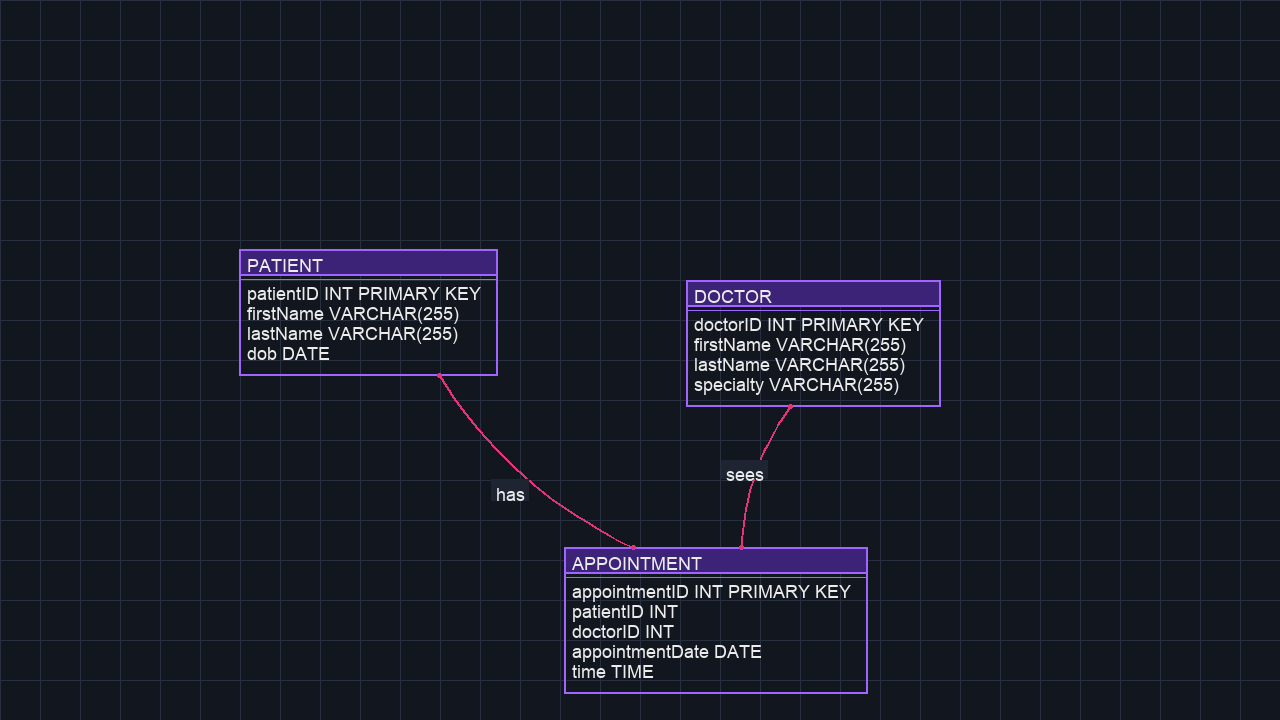 PATIENT
patientID INT PRIMARY KEY
firstName VARCHAR(255)
lastName VARCHAR(255)
dob DATE
DOCTOR
doctorID INT PRIMARY KEY
firstName VARCHAR(255)
lastName VARCHAR(255)
specialty VARCHAR(255)
sees
has
APPOINTMENT
appointmentID INT PRIMARY KEY
patientID INT
doctorID INT
appointmentDate DATE
time TIME